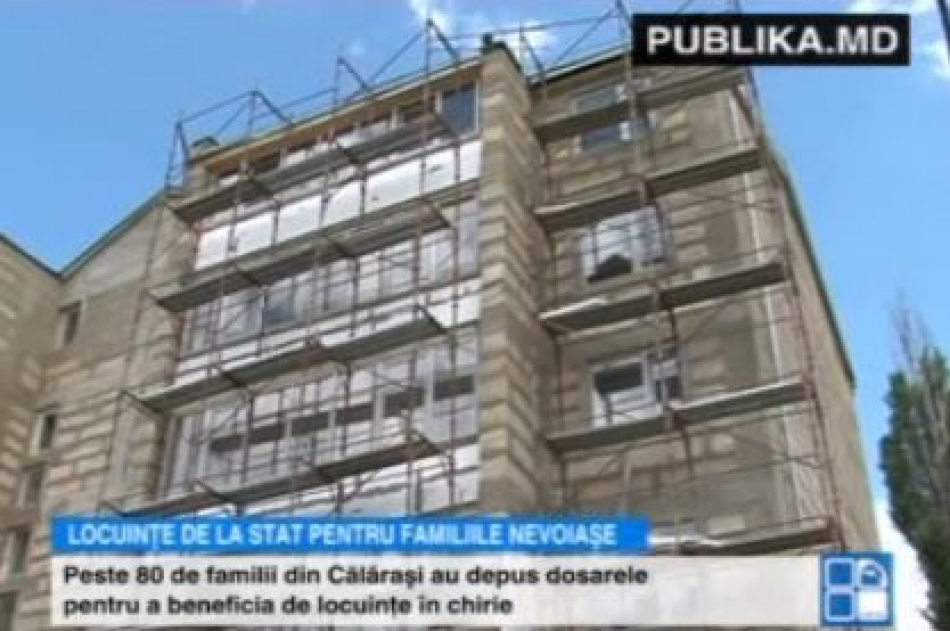 PUBLIKA.MD
LOCUINȚE DE LA STAT PENTRU FAMILIILE NEVOIAȘE
Peste 80 de familii din Călărași au depus dosarele
pentru a beneficia de locuințe în chirie